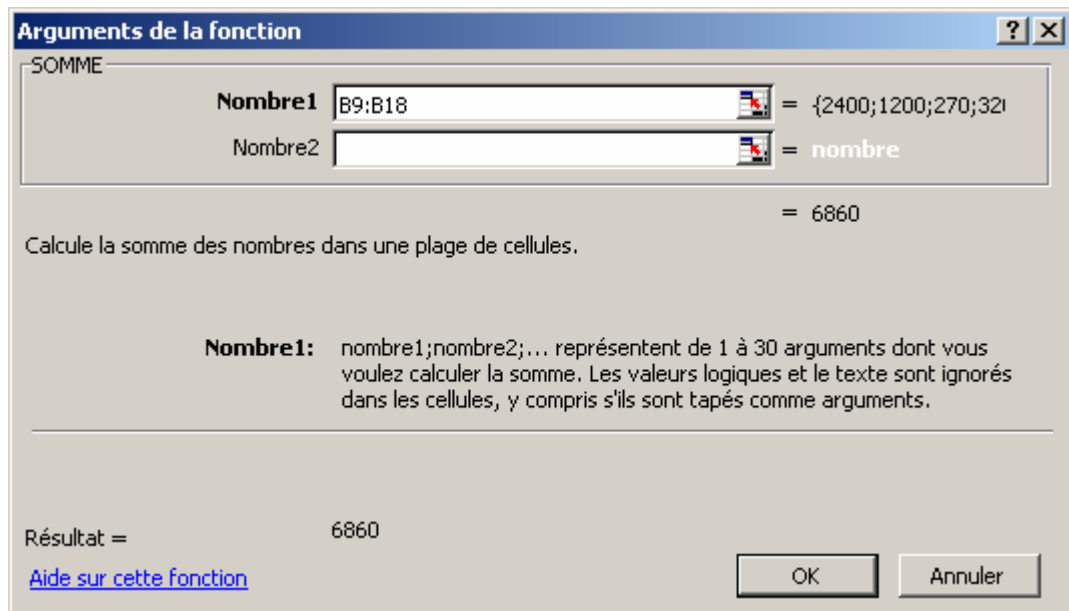 Arguments de la fonction
SOMME
Nombre1 B9:B18 = {2400;1200;270;32
Nombre2 = nombre
= 6860
Calcule la somme des nombres dans une plage de cellules.
Nombre1: nombre1;nombre2;... représentent de 1 à 30 arguments dont vous
voulez calculer la somme. Les valeurs logiques et le texte sont ignorés
dans les cellules, y compris s'ils sont tapés comme arguments.
Résultat = 6860
Aide sur cette fonction OK Annuler